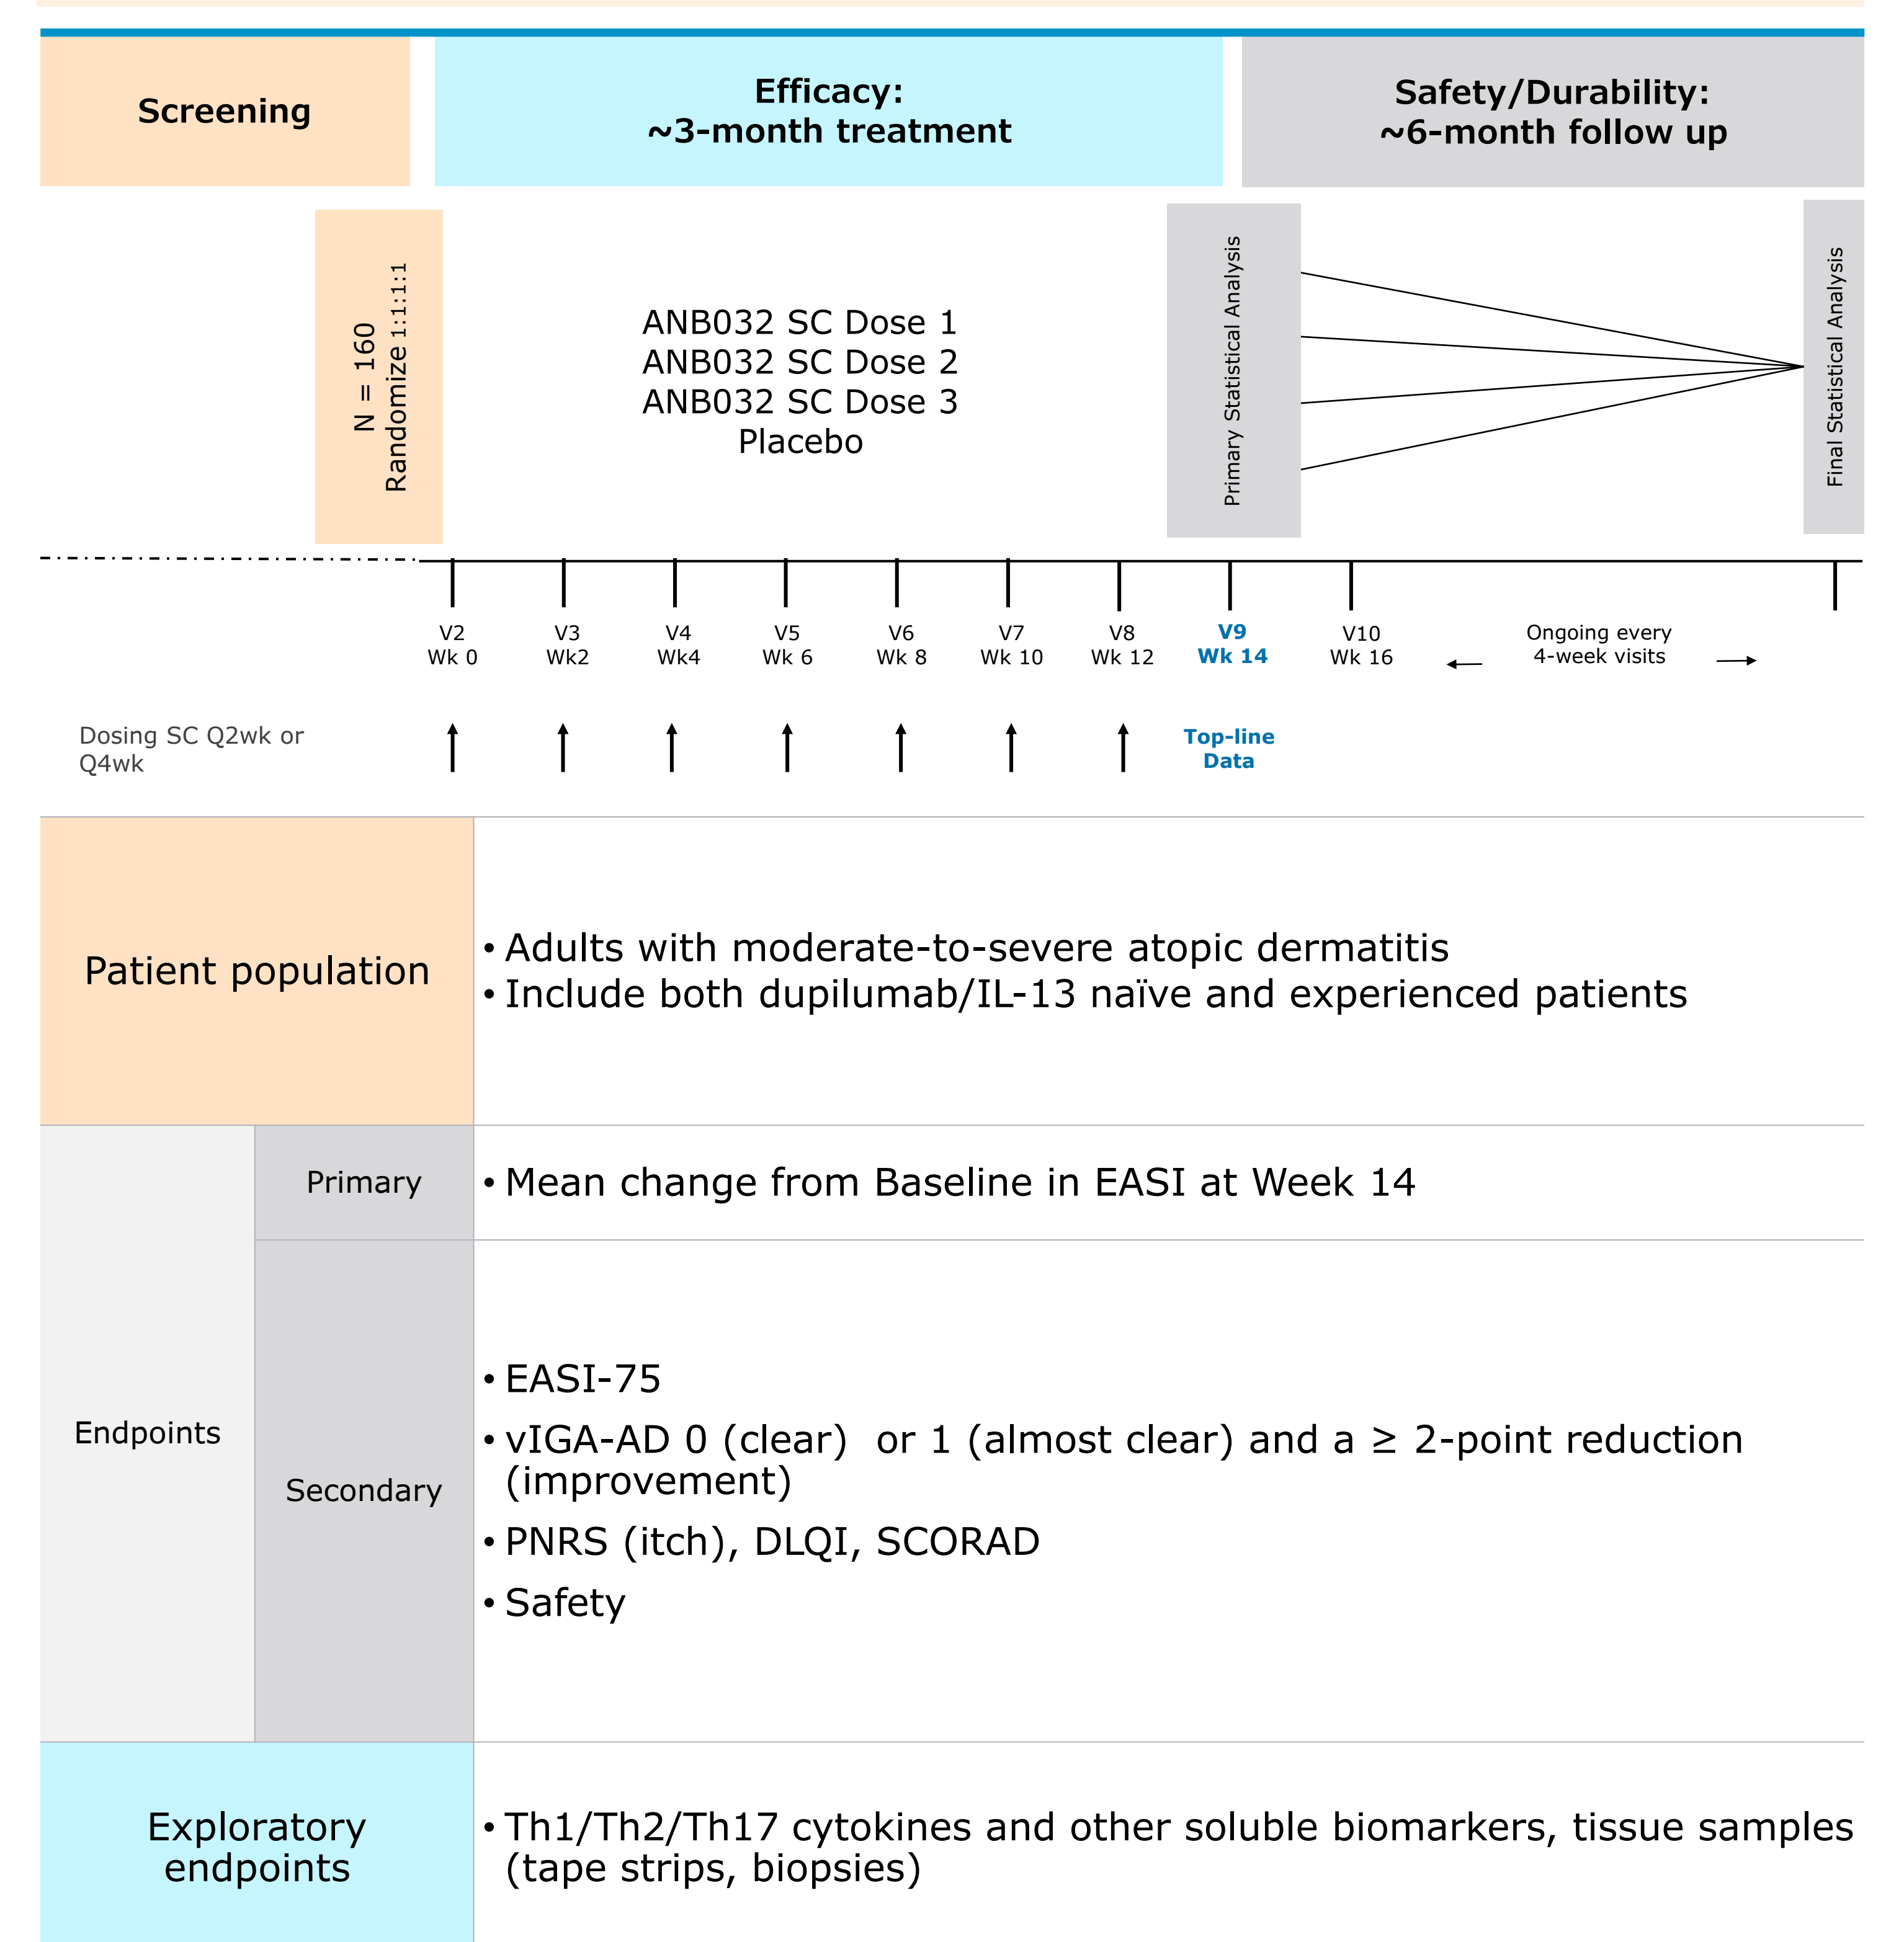 Screening
Efficacy:
~3-month treatment
Safety/Durability:
~6-month follow up
N = 160
Randomize 1:1:1:1
ANB032 SC Dose 1
ANB032 SC Dose 2
ANB032 SC Dose 3
Placebo
Primary Statistical Analysis
Final Statistical Analysis
V2
Wk 0
V3
Wk2
V4
Wk4
V5
Wk 6
V6
Wk 8
V7
Wk 10
V8
Wk 12
V9
Wk 14
V10
Wk 16
Ongoing every
4-week visits
Dosing SC Q2wk or
Q4wk
Top-line
Data
Patient population
• Adults with moderate-to-severe atopic dermatitis
• Include both dupilumab/IL-13 naïve and experienced patients
Endpoints
Primary
• Mean change from Baseline in EASI at Week 14
Secondary
• EASI-75
• vIGA-AD 0 (clear)  or 1 (almost clear) and a ≥ 2-point reduction
(improvement)
• PNRS (itch), DLQI, SCORAD
• Safety
Exploratory
endpoints
• Th1/Th2/Th17 cytokines and other soluble biomarkers, tissue samples
(tape strips, biopsies)